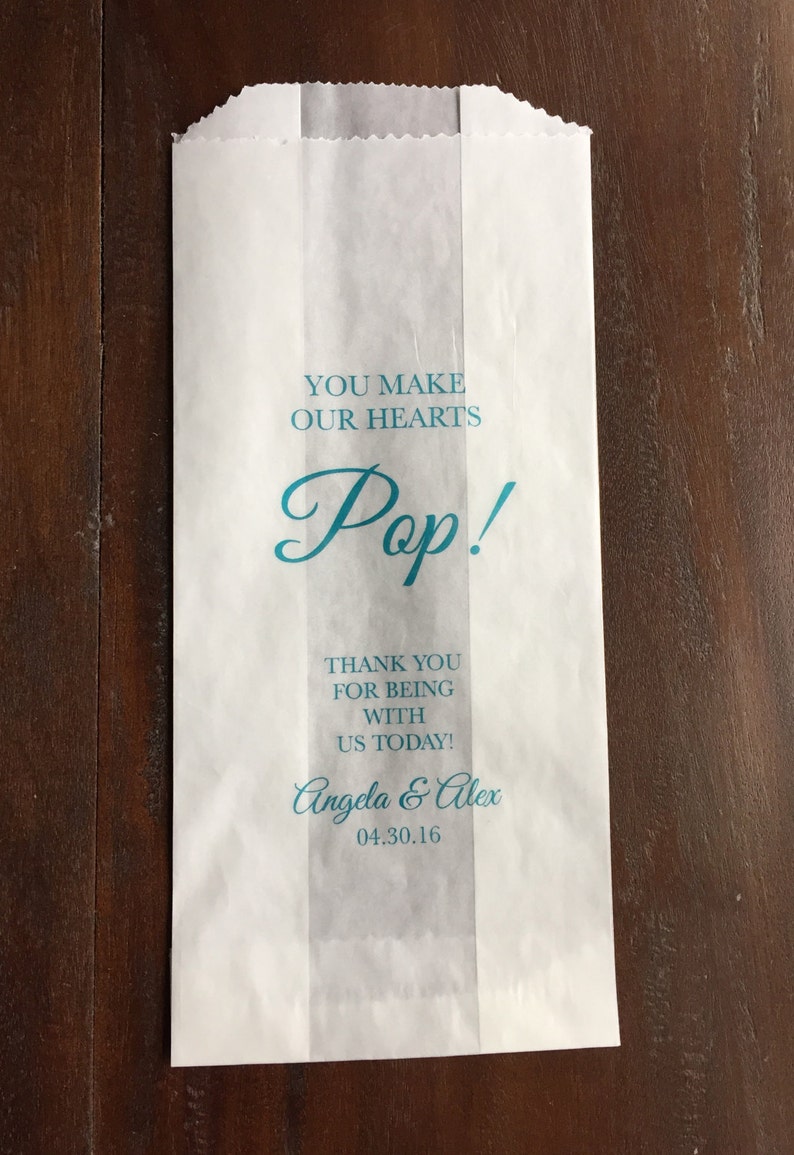 YOU MAKE
OUR HEARTS
Pop!
THANK YOU
FOR BEING
WITH
US TODAY!
Angela & Alex
04.30.16